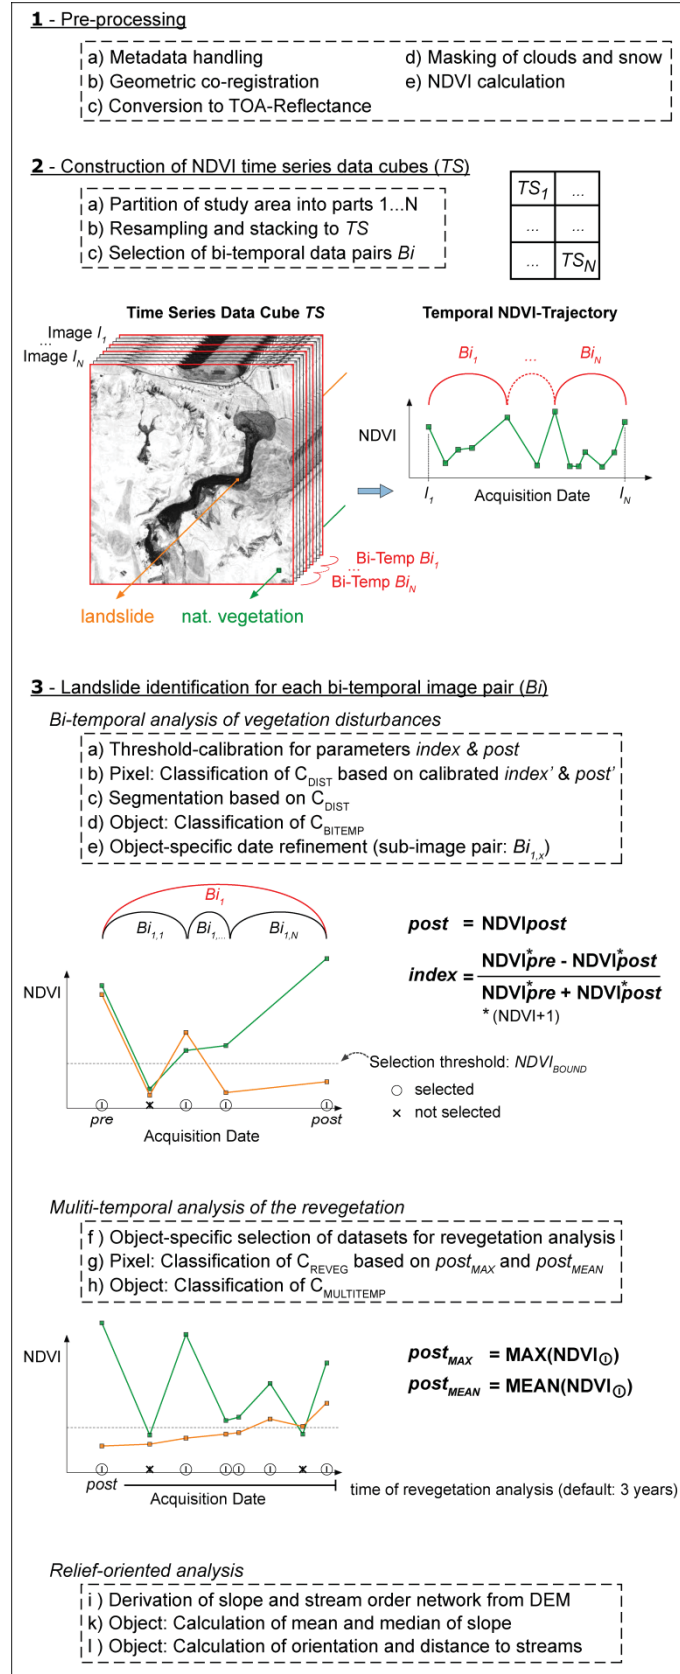 1 - Pre-processing
a) Metadata handling
b) Geometric co-registration
c) Conversion to TOA-Reflectance
d) Masking of clouds and snow
e) NDVI calculation
2 - Construction of NDVI time series data cubes (TS)
a) Partition of study area into parts 1...N
b) Resampling and stacking to TS
c) Selection of bi-temporal data pairs Bi
TS1 ...
... ...
... TSN
Time Series Data Cube TS
Image I1
...
Image IN
Bi-Temp Bi1
...
Bi-Temp BiN
landslide
nat. vegetation
Temporal NDVI-Trajectory
Bi1 ... BiN
NDVI
I1 Acquisition Date IN
3 - Landslide identification for each bi-temporal image pair (Bi)
Bi-temporal analysis of vegetation disturbances
a) Threshold-calibration for parameters index & post
b) Pixel: Classification of CDIST based on calibrated index' & post'
c) Segmentation based on CDIST
d) Object: Classification of CBITEMP
e) Object-specific date refinement (sub-image pair: Bi1,x)
Bi1
Bi1,1 Bi1,... Bi1,N
NDVI
pre post
Acquisition Date
post = NDVIpost
index = NDVI*pre - NDVI*post
NDVI*pre + NDVI*post
* (NDVI+1)
Selection threshold: NDVIBOUND
selected
not selected
Muliti-temporal analysis of the revegetation
f ) Object-specific selection of datasets for revegetation analysis
g) Pixel: Classification of CREVEG based on postMAX and postMEAN
h) Object: Classification of CMULTITEMP
NDVI
postMAX = MAX(NDVIⒾ)
postMEAN = MEAN(NDVIⒾ)
post
Acquisition Date
time of revegetation analysis (default: 3 years)
Relief-oriented analysis
i ) Derivation of slope and stream order network from DEM
k) Object: Calculation of mean and median of slope
l ) Object: Calculation of orientation and distance to streams